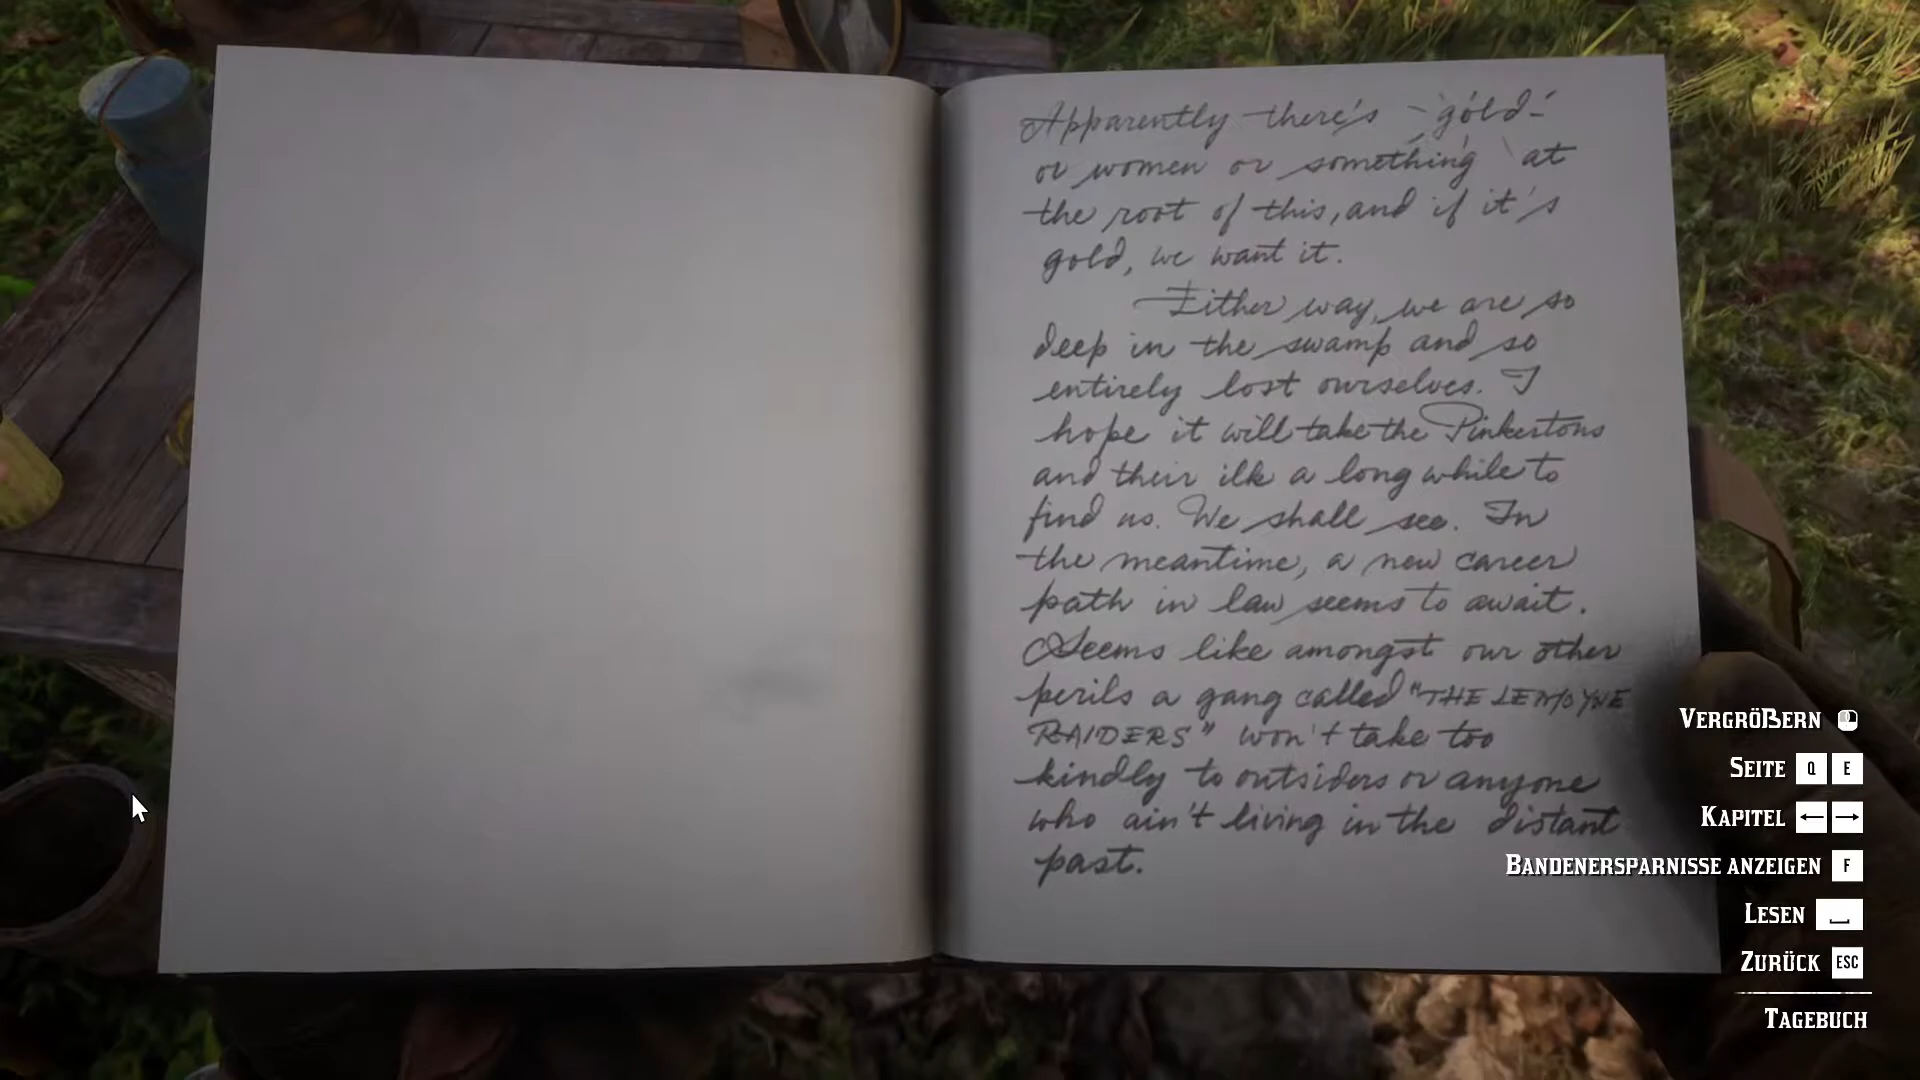 Apparently there's gold
or women or something at
the root of this, and if it's
gold, we want it.
Either way, we are so
deep in the swamp and so
entirely lost ourselves. I
hope it will take the Pinkertons
and their ilk a long while to
find us. We shall see. In
the meantime, a new career
path in law seems to await.
Seems like amongst our other
perils a gang called "THE LEMOYNE
RAIDERS" won't take too
kindly to outsiders or anyone
who ain't living in the distant
past.
VERGRÖßERN
SEITE Q E
KAPITEL ← →
BANDENERSPARNISSE ANZEIGEN F
LESEN
ZURÜCK ESC
TAGEBUCH